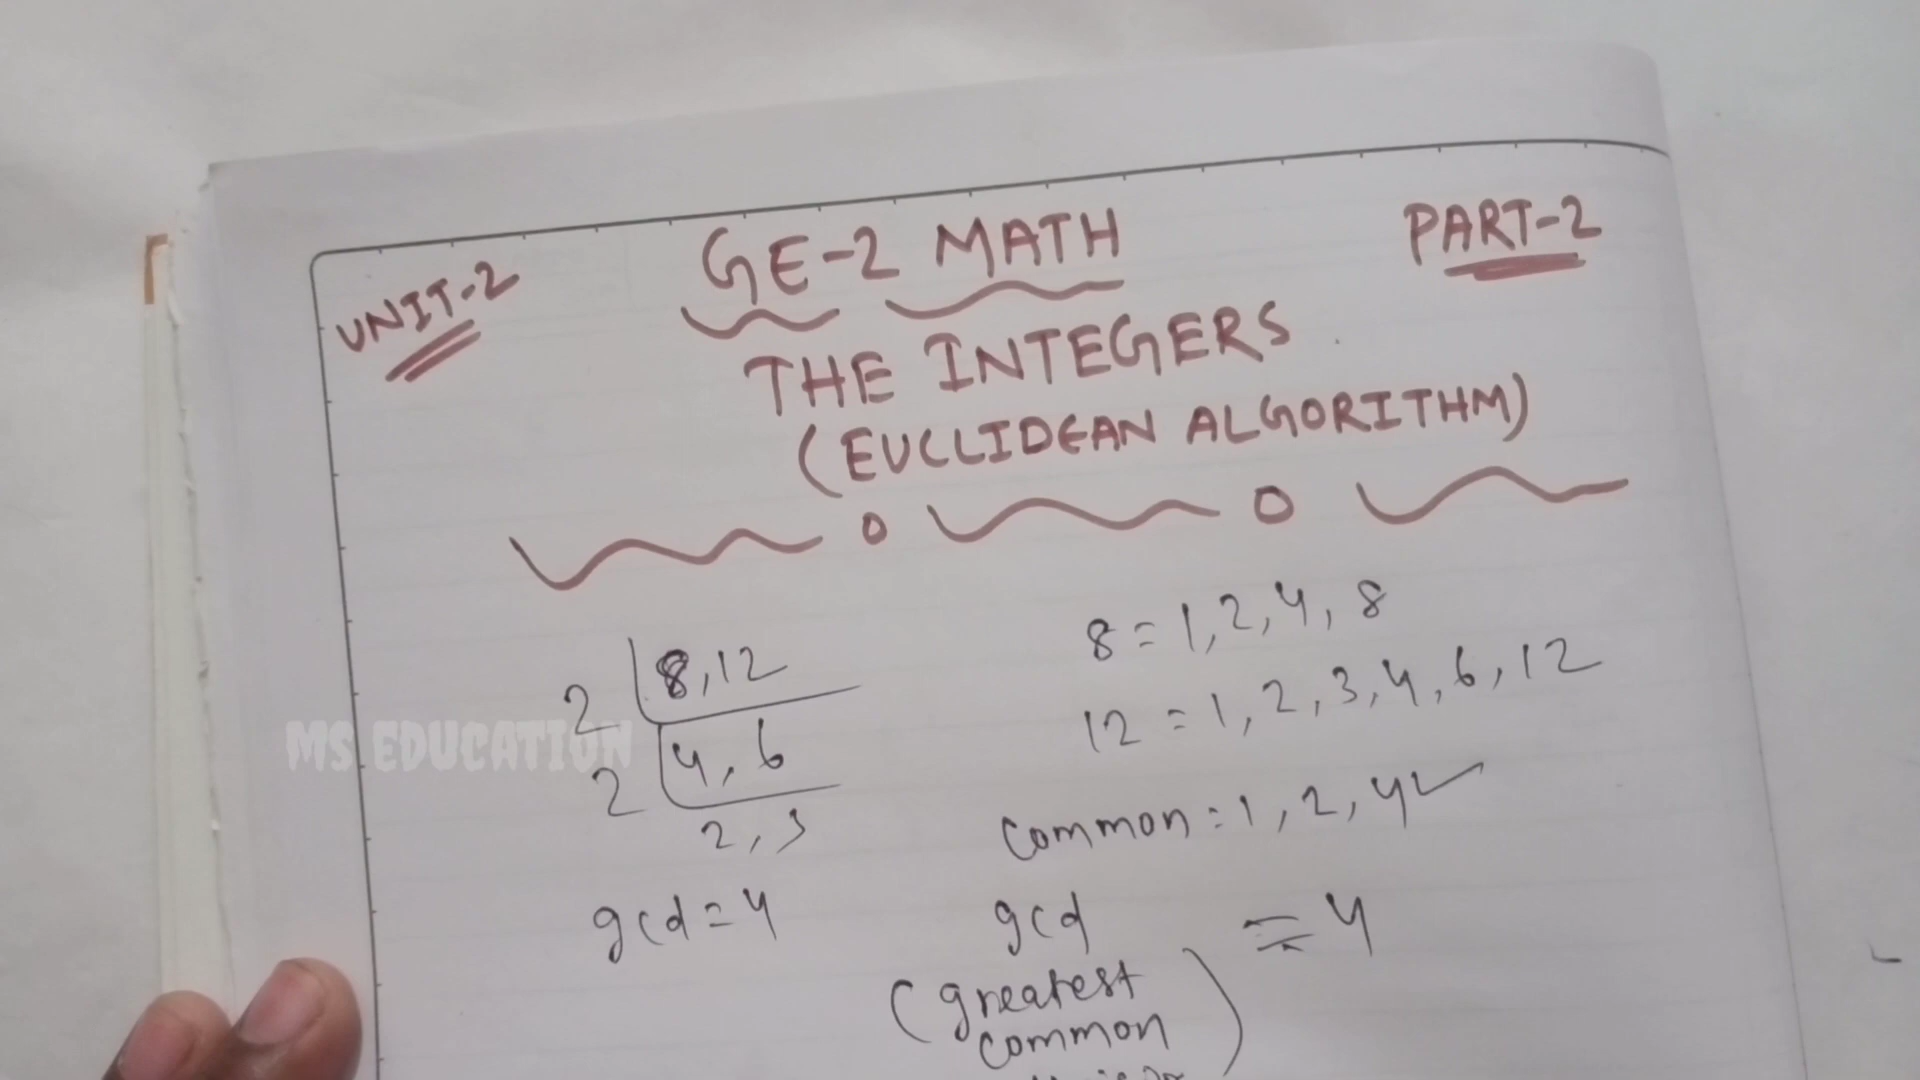 UNIT-2
GE-2 MATH
PART-2
THE INTEGERS
(EUCLIDEAN ALGORITHM)
2 8,12
2 4, 6
2, 3
gcd=4
8 = 1, 2, 4, 8
12 = 1, 2, 3, 4, 6, 12
common: 1, 2, 4
gcd = 4
(greatest
common)
MS EDUCATION